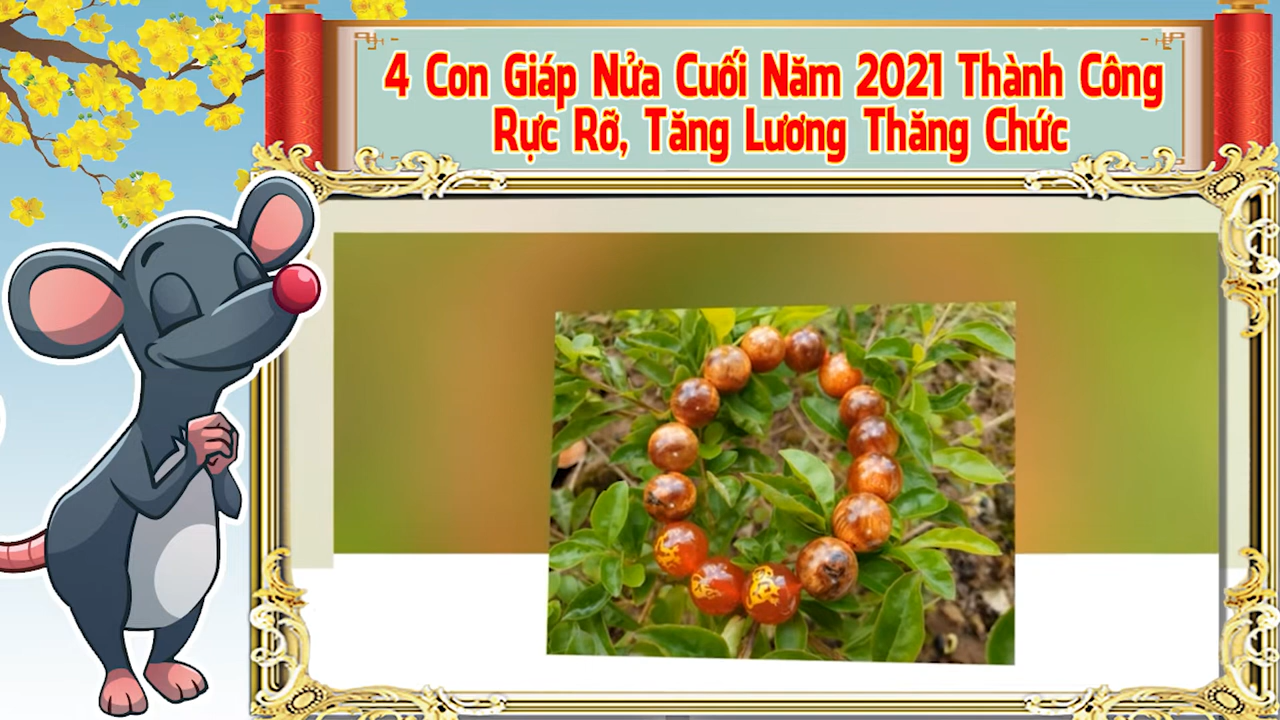 4 Con Giáp Nửa Cuối Năm 2021 Thành Công
Rực Rỡ, Tăng Lương Thăng Chức